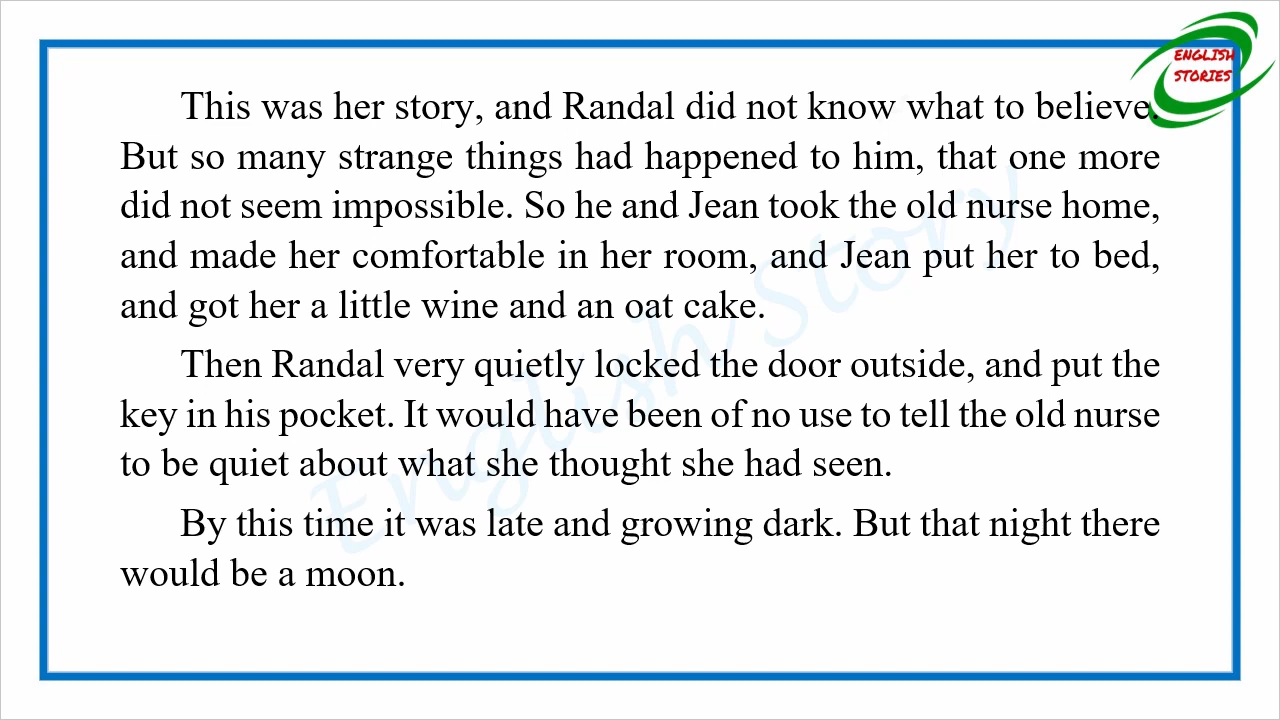 ENGLISH
STORIES
This was her story, and Randal did not know what to believe.
But so many strange things had happened to him, that one more
did not seem impossible. So he and Jean took the old nurse home,
and made her comfortable in her room, and Jean put her to bed,
and got her a little wine and an oat cake.
Then Randal very quietly locked the door outside, and put the
key in his pocket. It would have been of no use to tell the old nurse
to be quiet about what she thought she had seen.
By this time it was late and growing dark. But that night there
would be a moon.
English Story